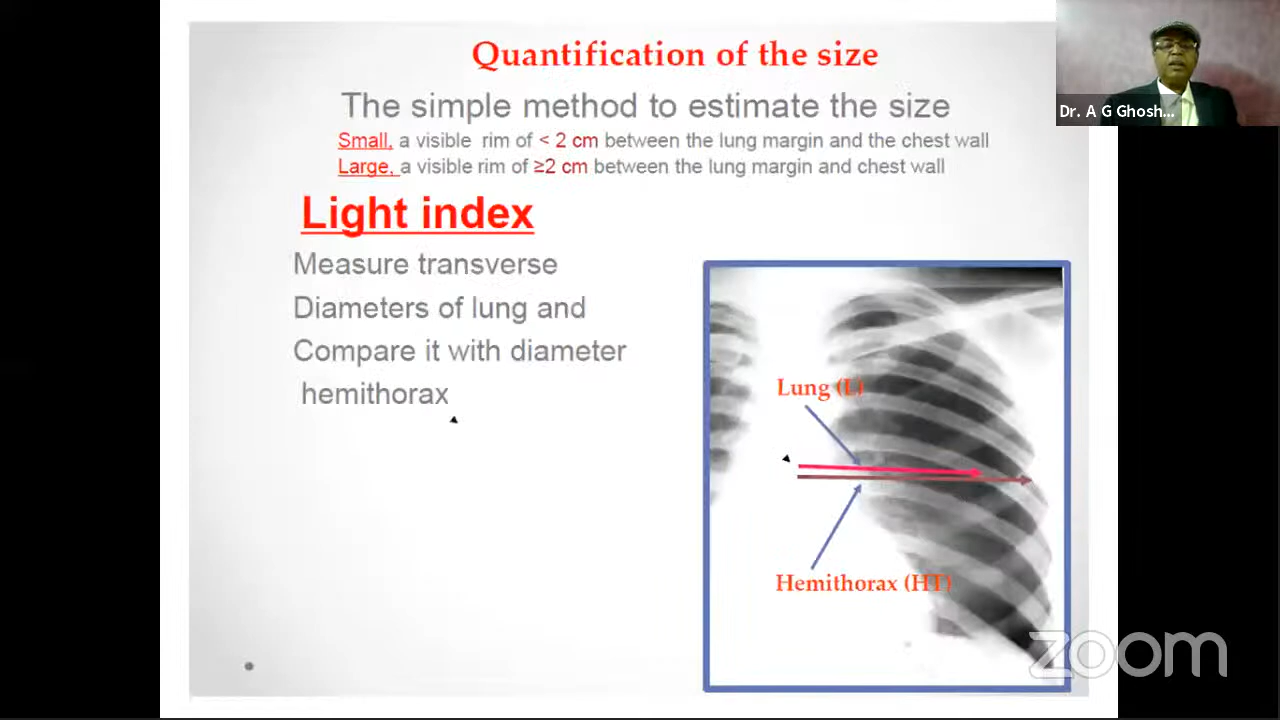 Quantification of the size
The simple method to estimate the size
Small, a visible rim of < 2 cm between the lung margin and the chest wall
Large, a visible rim of ≥2 cm between the lung margin and chest wall
Light index
Measure transverse
Diameters of lung and
Compare it with diameter
hemithorax
Lung (L)
Hemithorax (HT)
Dr. A G Ghosh...
zoom